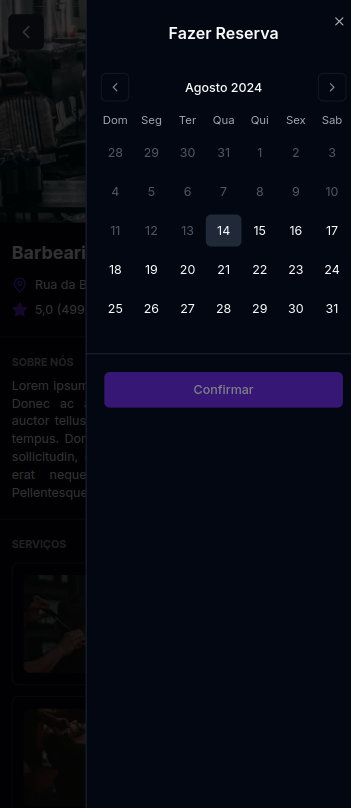 Fazer Reserva
Agosto 2024
Dom Seg Ter Qua Qui Sex Sab
28 29 30 31 1 2 3
4 5 6 7 8 9 10
11 12 13 14 15 16 17
18 19 20 21 22 23 24
25 26 27 28 29 30 31
Confirmar
Barbeari
Rua da B
5,0 (499
SOBRE NÓS
Lorem ipsum
Donec ac
auctor tellus
tempus. Dor
sollicitudin,
erat neque
Pellentesque
SERVIÇOS